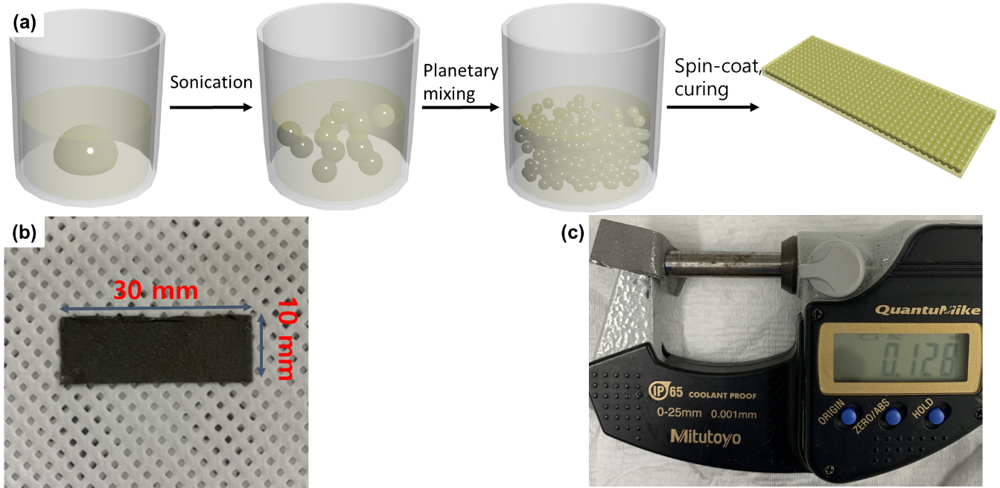 (a)
Sonication
Planetary
mixing
Spin-coat,
curing
(b)
30 mm
10 mm
(c)
QuantuMike
0.128
IP65 COOLANT PROOF
0-25mm 0.001mm
Mitutoyo
ORIGIN
ZERO/ABS
HOLD